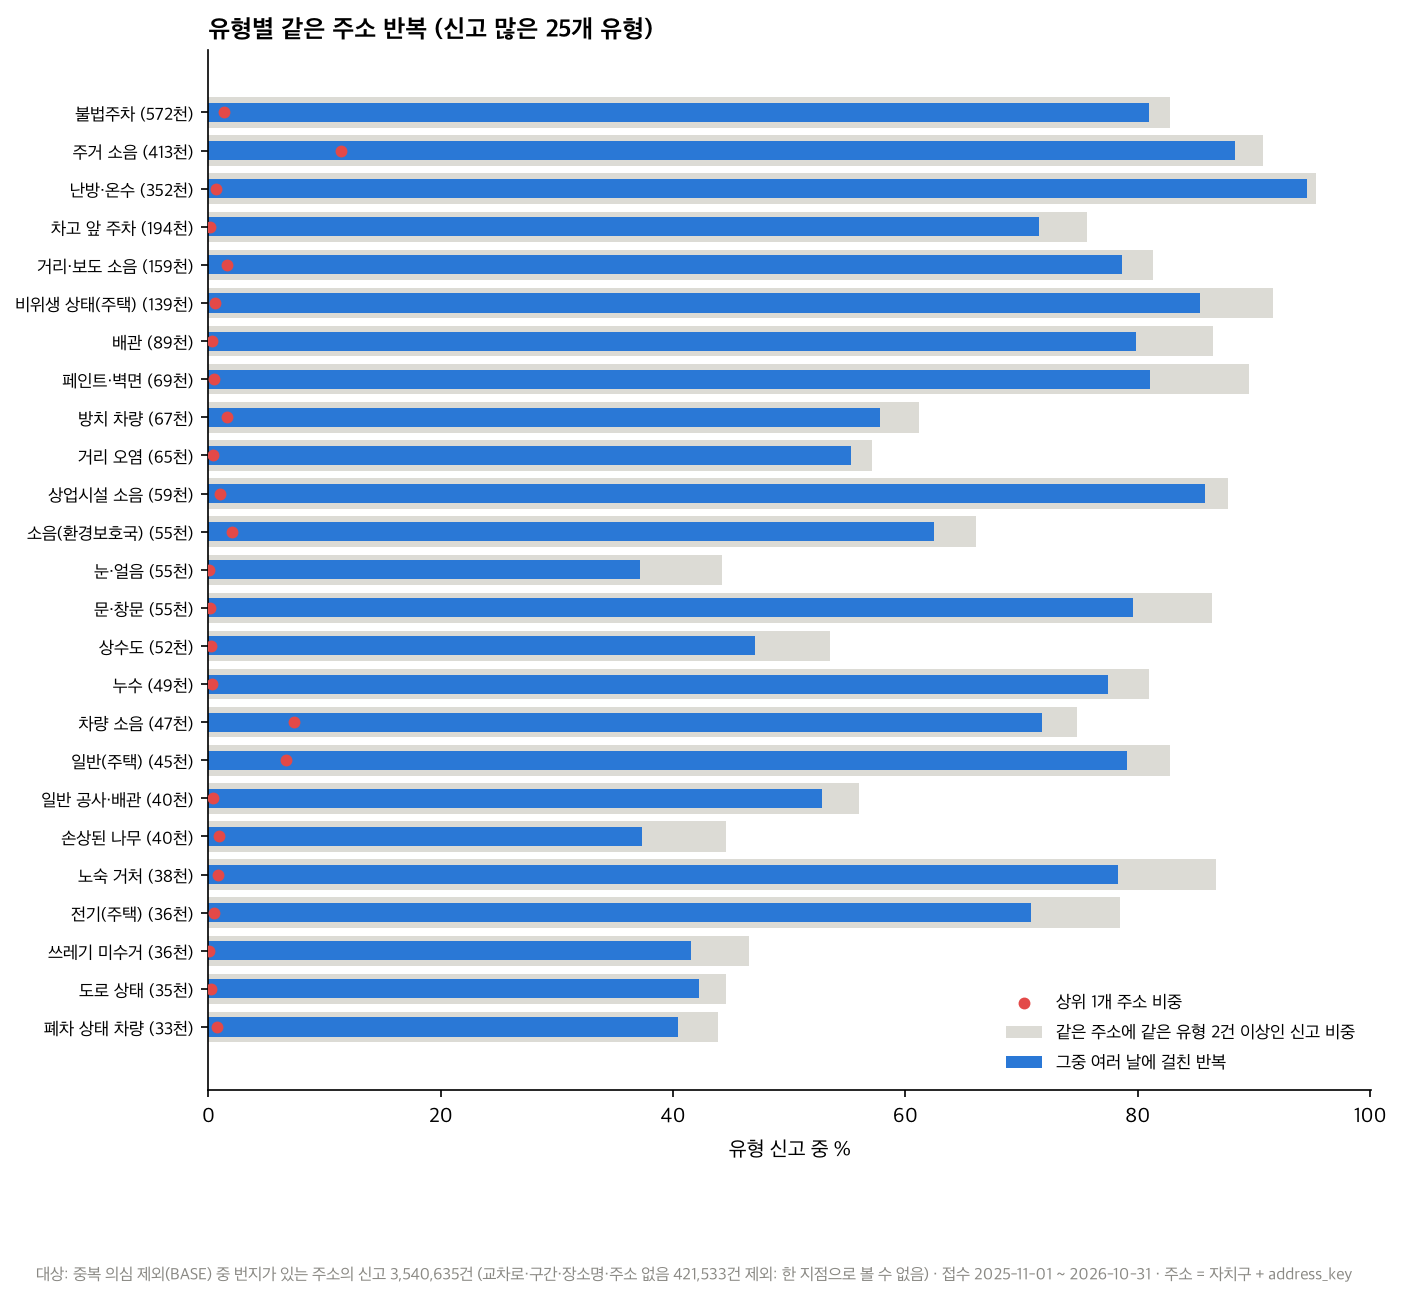 유형별 같은 주소 반복 (신고 많은 25개 유형)
불법주차 (572천)
주거 소음 (413천)
난방·온수 (352천)
차고 앞 주차 (194천)
거리·보도 소음 (159천)
비위생 상태(주택) (139천)
배관 (89천)
페인트·벽면 (69천)
방치 차량 (67천)
거리 오염 (65천)
상업시설 소음 (59천)
소음(환경보호국) (55천)
눈·얼음 (55천)
문·창문 (55천)
상수도 (52천)
누수 (49천)
차량 소음 (47천)
일반(주택) (45천)
일반 공사·배관 (40천)
손상된 나무 (40천)
노숙 거처 (38천)
전기(주택) (36천)
쓰레기 미수거 (36천)
도로 상태 (35천)
폐차 상태 차량 (33천)
상위 1개 주소 비중
같은 주소에 같은 유형 2건 이상인 신고 비중
그중 여러 날에 걸친 반복
0 20 40 60 80 100
유형 신고 중 %
대상: 중복 의심 제외(BASE) 중 번지가 있는 주소의 신고 3,540,635건 (교차로·구간·장소명·주소 없음 421,533건 제외: 한 지점으로 볼 수 없음) · 접수 2025-11-01 ~ 2026-10-31 · 주소 = 자치구 + address_key